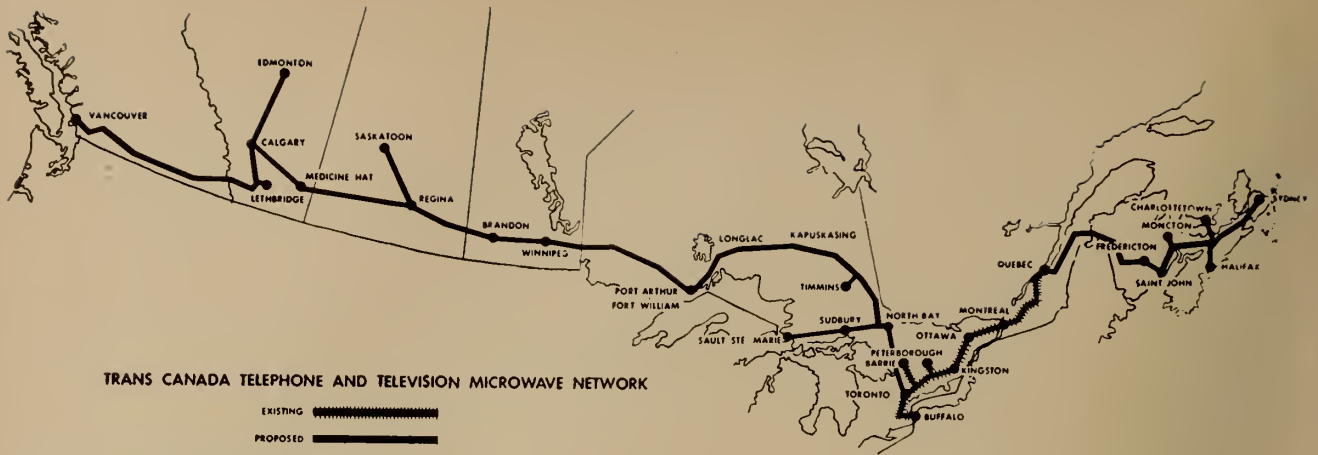 EDMONTON
VANCOUVER
CALGARY
SASKATOON
MEDICINE HAT
LETHBRIDGE
REGINA
BRANDON
WINNIPEG
LONGLAC
KAPUSKASING
PORT ARTHUR
FORT WILLIAM
TIMMINS
SUDBURY
NORTH BAY
SAULT STE MARIE
PETERBOROUGH
BARRIE
TORONTO
BUFFALO
KINGSTON
OTTAWA
MONTREAL
QUEBEC
FREDERICTON
SAINT JOHN
MONCTON
CHARLOTTETOWN
HALIFAX
SYDNEY
TRANS CANADA TELEPHONE AND TELEVISION MICROWAVE NETWORK
EXISTING
PROPOSED